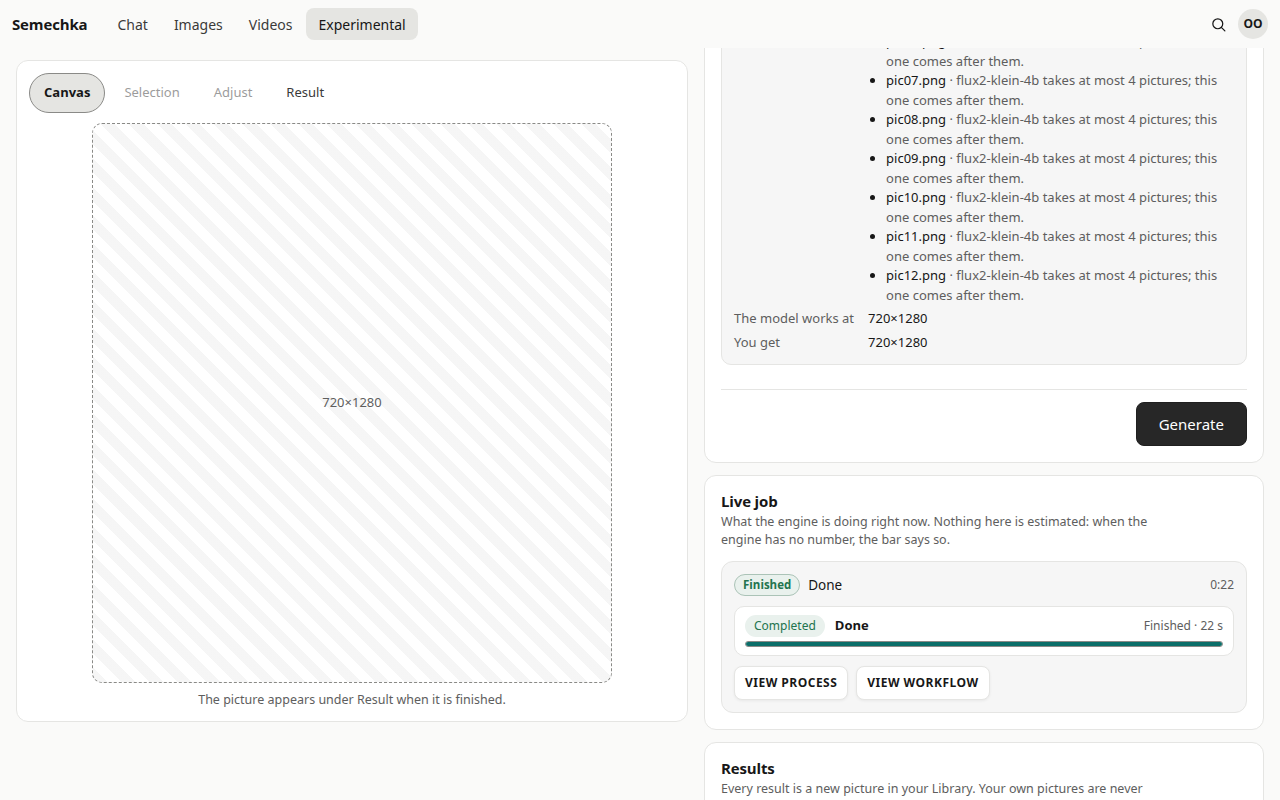 Semechka Chat Images Videos Experimental OO
Canvas Selection Adjust Result
720×1280
The picture appears under Result when it is finished.
one comes after them.
• pic07.png · flux2-klein-4b takes at most 4 pictures; this
one comes after them.
• pic08.png · flux2-klein-4b takes at most 4 pictures; this
one comes after them.
• pic09.png · flux2-klein-4b takes at most 4 pictures; this
one comes after them.
• pic10.png · flux2-klein-4b takes at most 4 pictures; this
one comes after them.
• pic11.png · flux2-klein-4b takes at most 4 pictures; this
one comes after them.
• pic12.png · flux2-klein-4b takes at most 4 pictures; this
one comes after them.
The model works at 720×1280
You get 720×1280
Generate
Live job
What the engine is doing right now. Nothing here is estimated: when the
engine has no number, the bar says so.
Finished Done 0:22
Completed Done Finished · 22 s
VIEW PROCESS VIEW WORKFLOW
Results
Every result is a new picture in your Library. Your own pictures are never